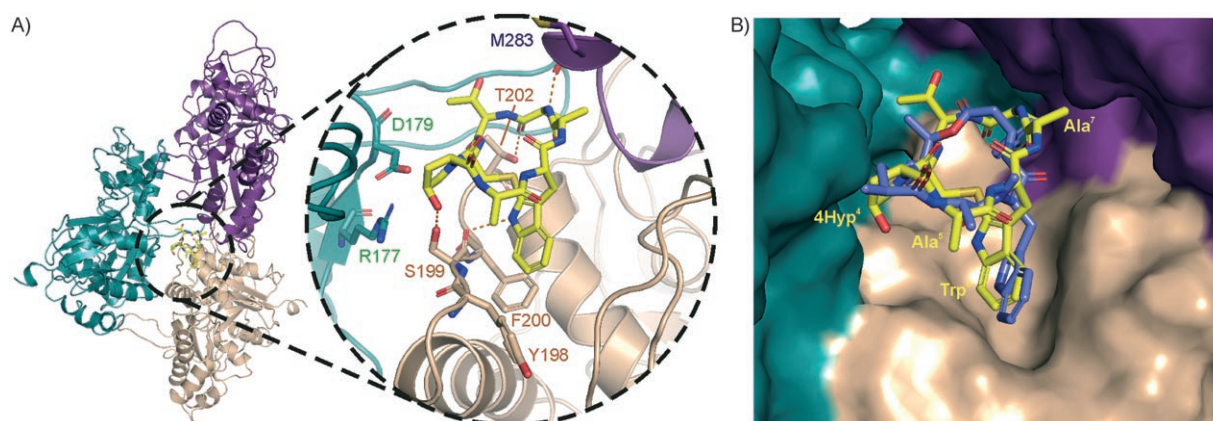 A)
M283
T202
D179
R177
S199
F200
Y198
B)
Ala⁷
4Hyp⁴
Ala⁵
Trp